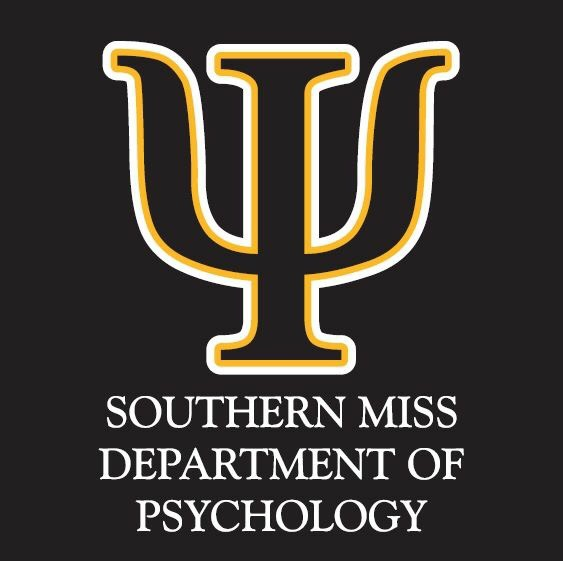 Ψ
SOUTHERN MISS
DEPARTMENT OF
PSYCHOLOGY